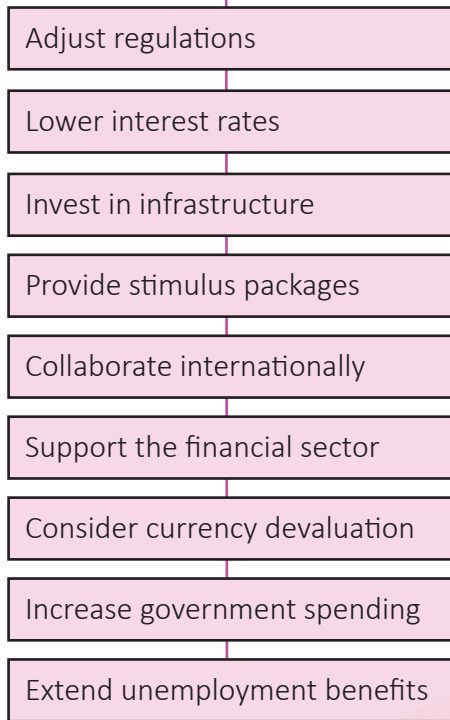 Adjust regulations
Lower interest rates
Invest in infrastructure
Provide stimulus packages
Collaborate internationally
Support the financial sector
Consider currency devaluation
Increase government spending
Extend unemployment benefits